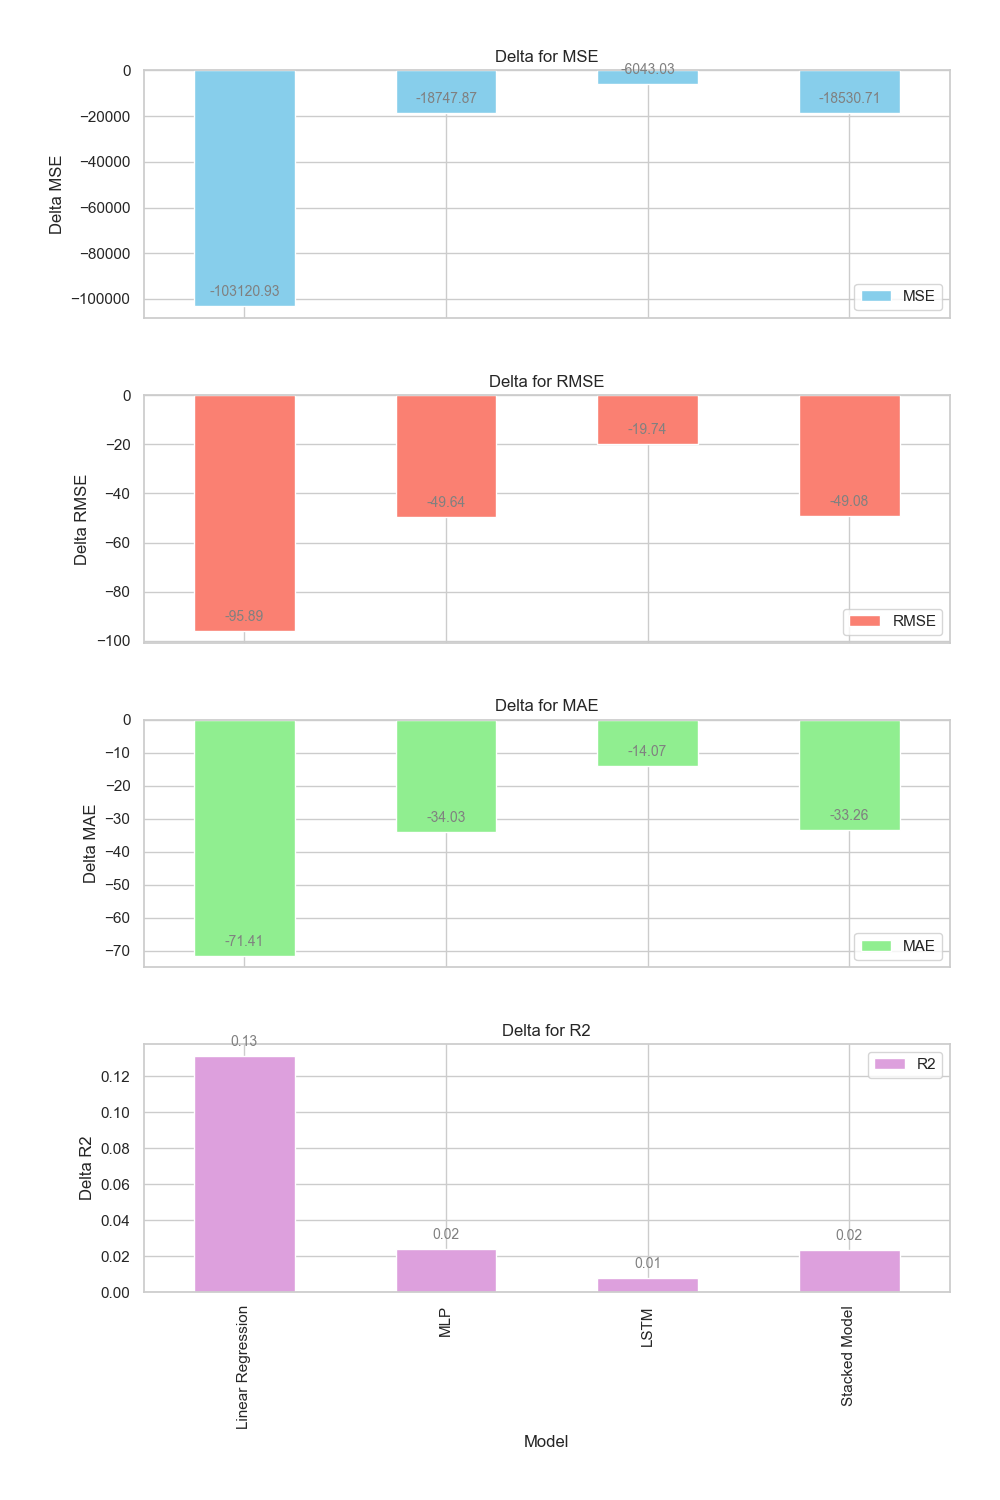 Delta for MSE
0
−20000
−40000
−60000
−80000
−100000
Delta MSE
-103120.93
-18747.87
-6043.03
-18530.71
MSE
Delta for RMSE
0
−20
−40
−60
−80
−100
Delta RMSE
-95.89
-49.64
-19.74
-49.08
RMSE
Delta for MAE
0
−10
−20
−30
−40
−50
−60
−70
Delta MAE
-71.41
-34.03
-14.07
-33.26
MAE
Delta for R2
0.12
0.10
0.08
0.06
0.04
0.02
0.00
Delta R2
0.13
0.02
0.01
0.02
R2
Linear Regression
MLP
LSTM
Stacked Model
Model